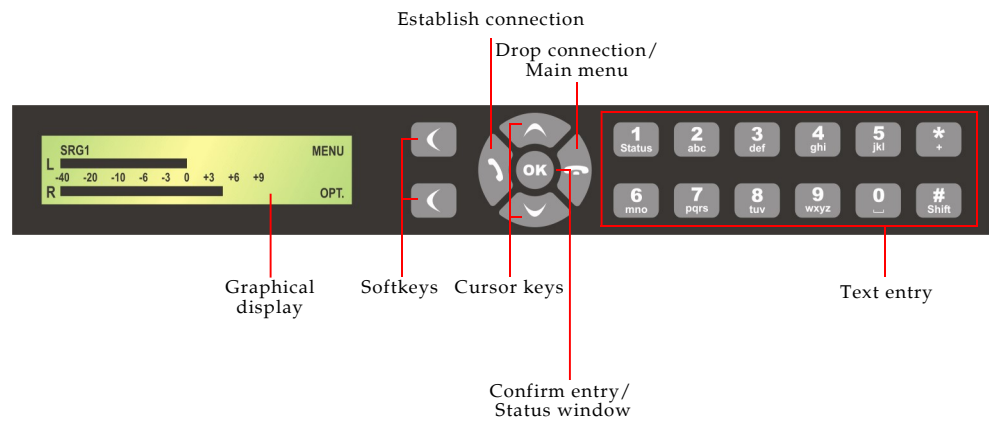 Establish connection
Drop connection/
Main menu
SRG1
MENU
L
-40 -20 -10 -6 -3 0 +3 +6 +9
R
OPT.
OK
1 2 3 4 5 *
Status abc def ghi jkl +
6 7 8 9 0 #
mno pqrs tuv wxyz ⎵ Shift
Graphical
display
Softkeys
Cursor keys
Text entry
Confirm entry/
Status window